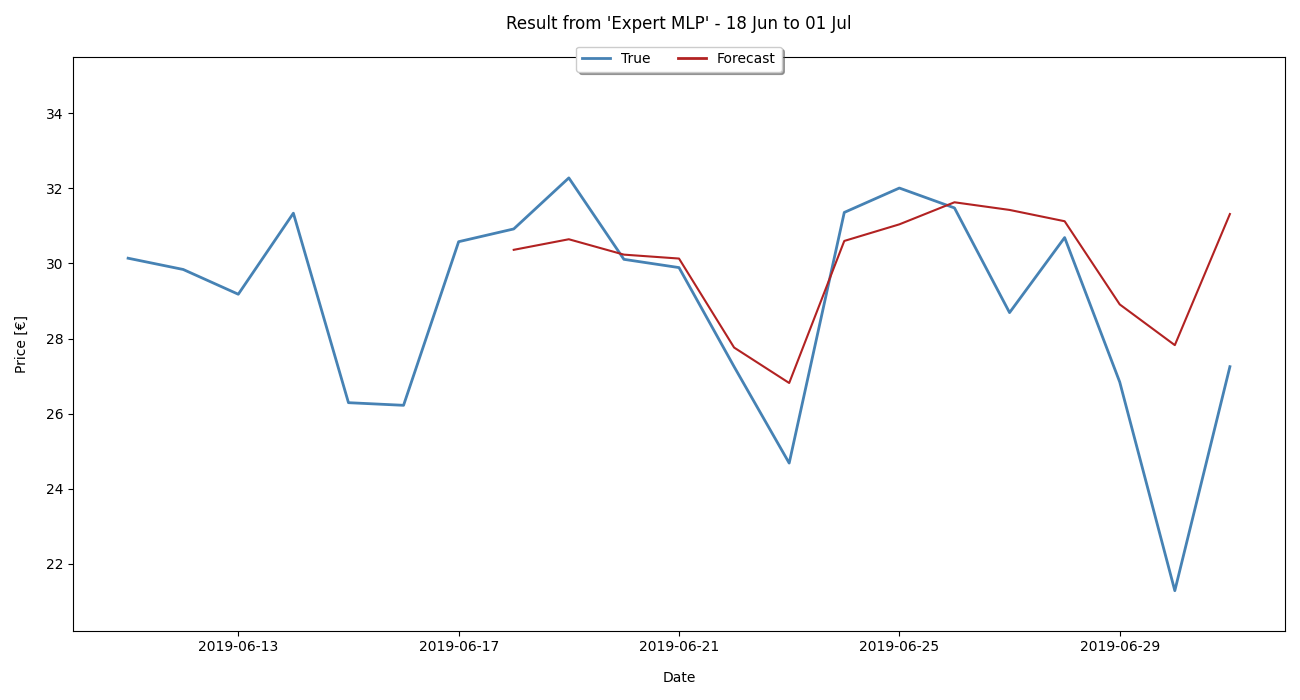 Result from 'Expert MLP' - 18 Jun to 01 Jul
True Forecast
34
32
30
28
26
24
22
Price [€]
2019-06-13 2019-06-17 2019-06-21 2019-06-25 2019-06-29
Date